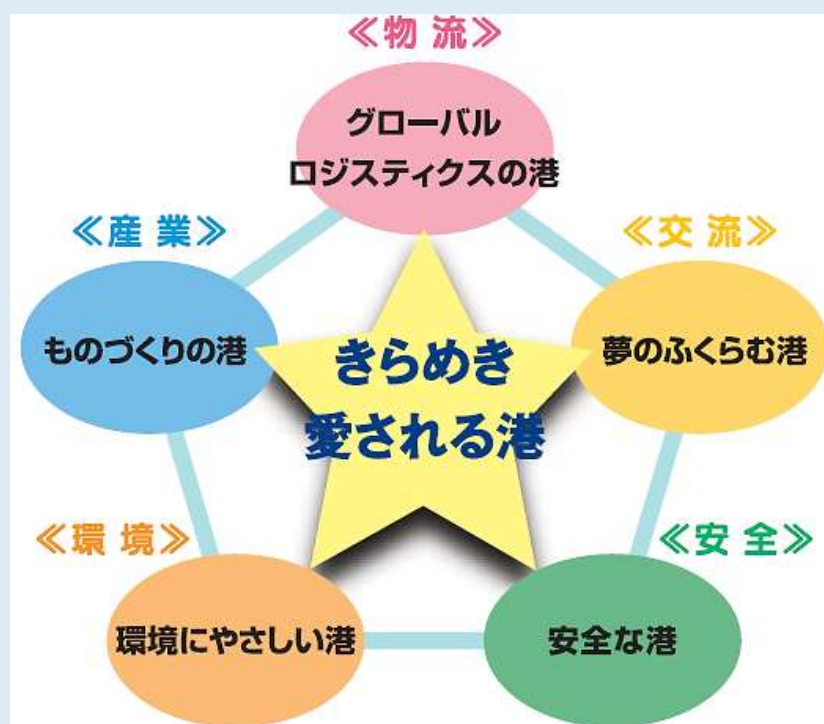 ≪物 流≫
グローバル
ロジスティクスの港
≪産 業≫
≪交 流≫
ものづくりの港
きらめき
愛される港
夢のふくらむ港
≪環 境≫
≪安 全≫
環境にやさしい港
安全な港